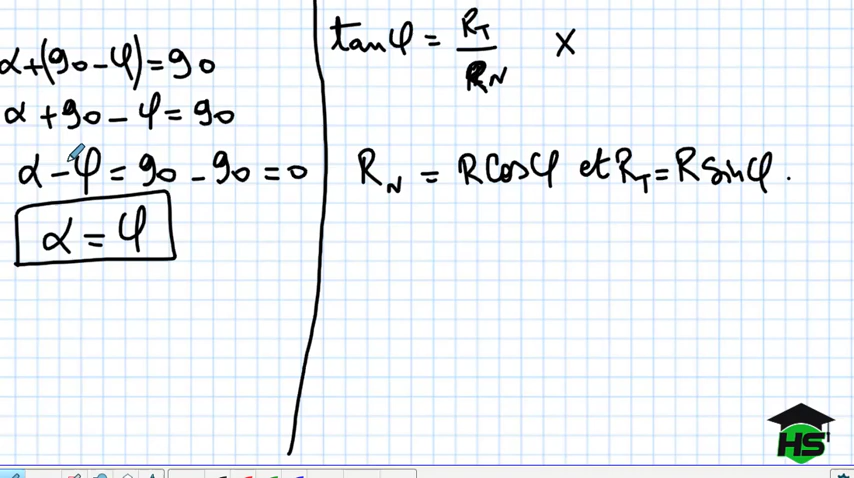 α+(90-φ)=90
α+90-φ=90
α-φ=90-90=0
α=φ
tanφ = R_T/R_N X
R_N = Rcosφ et R_T=Rsinφ.
HS